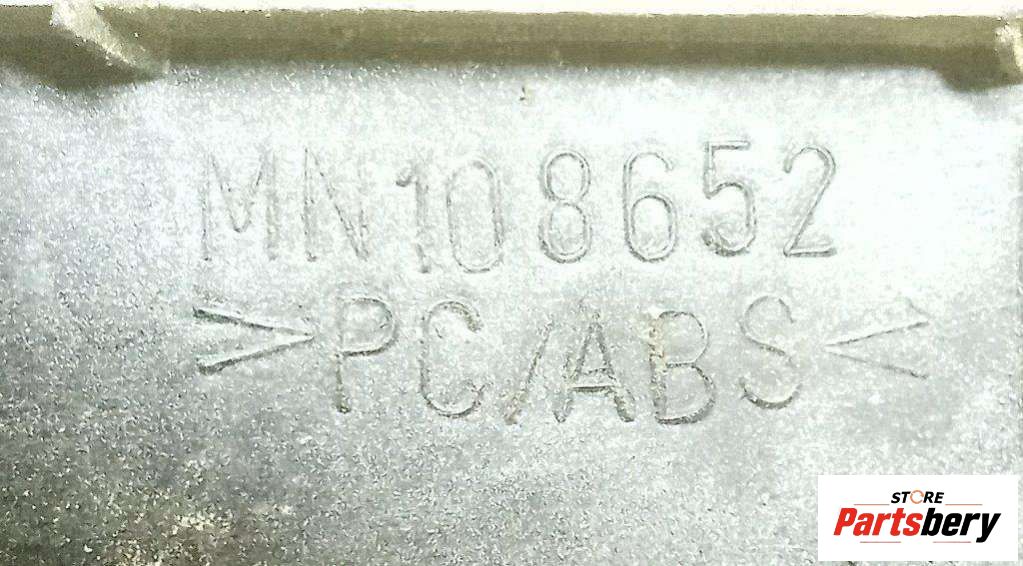 MN108652
>PC/ABS<
STORE
Partsbery